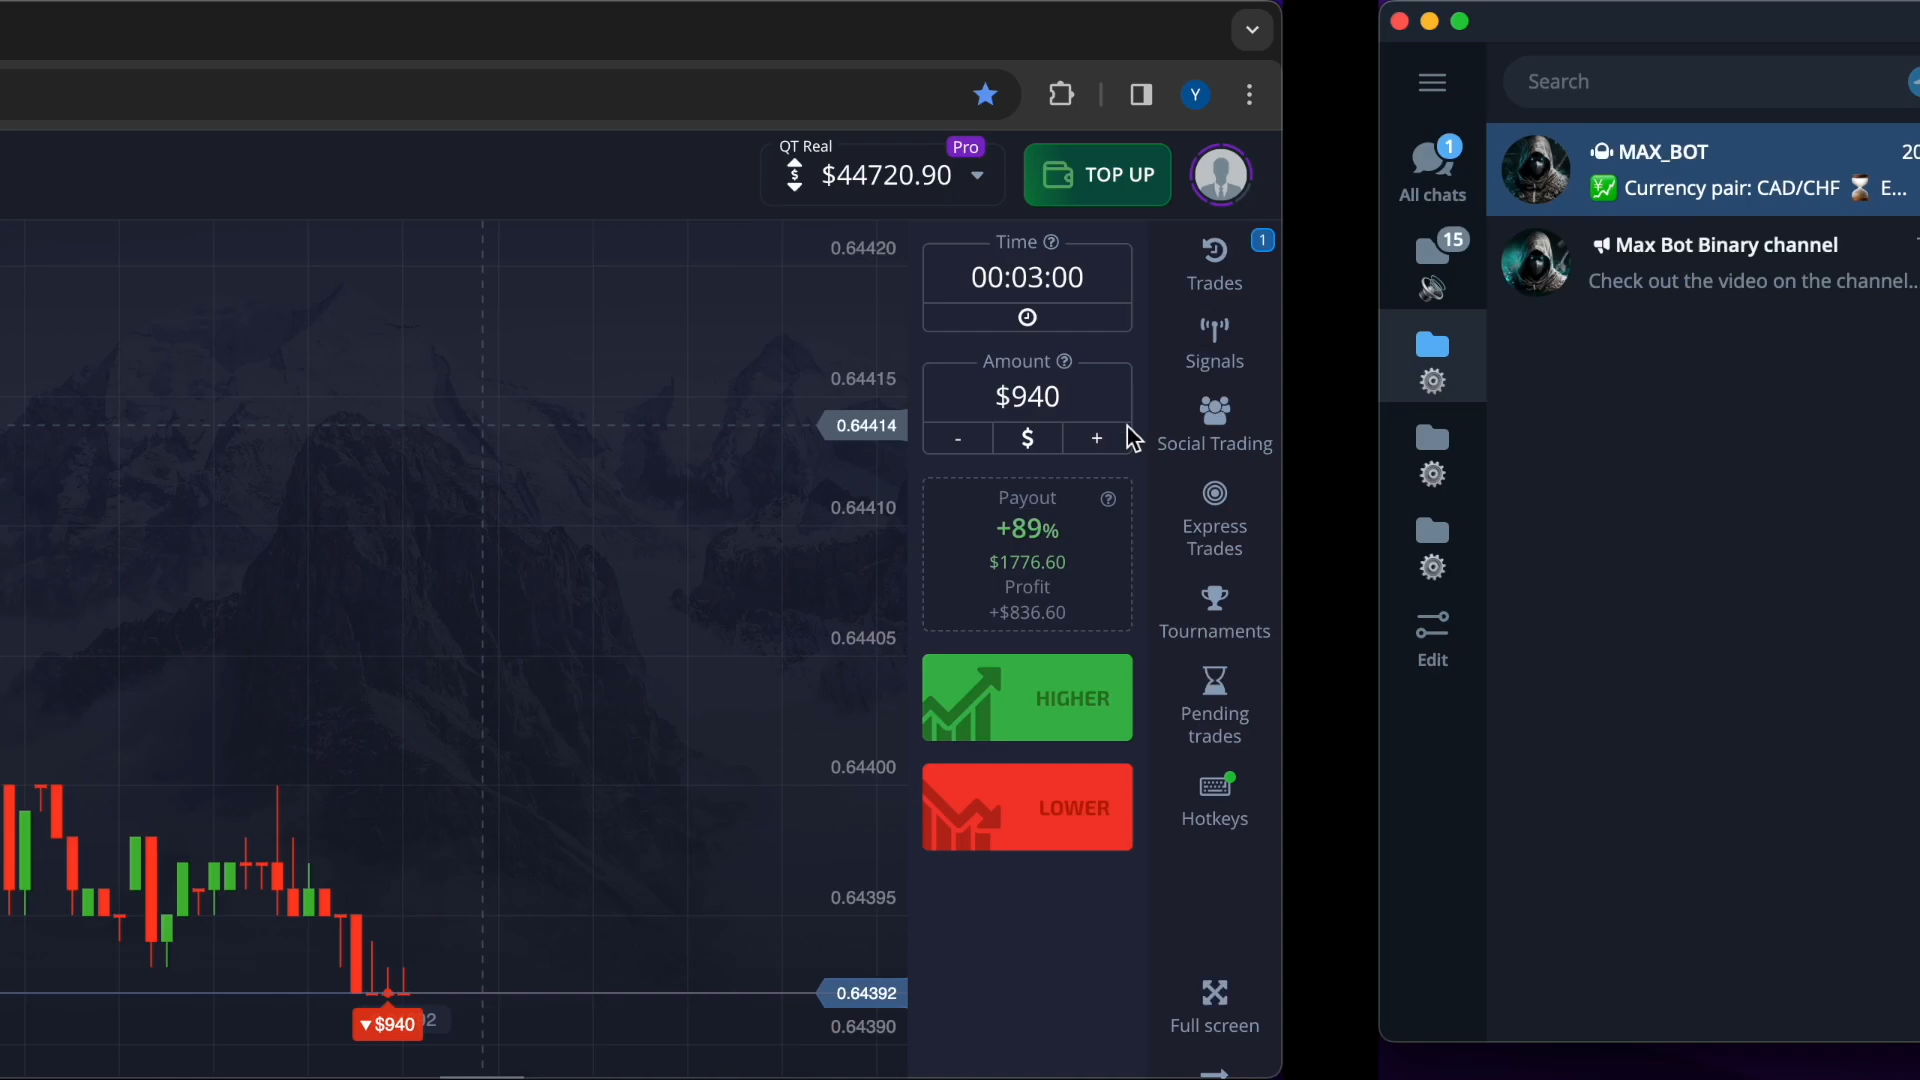 Y
QT Real
Pro
$44720.90
TOP UP
Time
00:03:00
Amount
$940
-
$
+
Payout
+89%
$1776.60
Profit
+$836.60
HIGHER
LOWER
1
Trades
Signals
Social Trading
Express
Trades
Tournaments
Pending
trades
Hotkeys
Full screen
0.64420
0.64415
0.64414
0.64410
0.64405
0.64400
0.64395
0.64392
0.64390
$940
Search
1
All chats
15
Edit
MAX_BOT
20
Currency pair: CAD/CHF E...
Max Bot Binary channel
Check out the video on the channel...